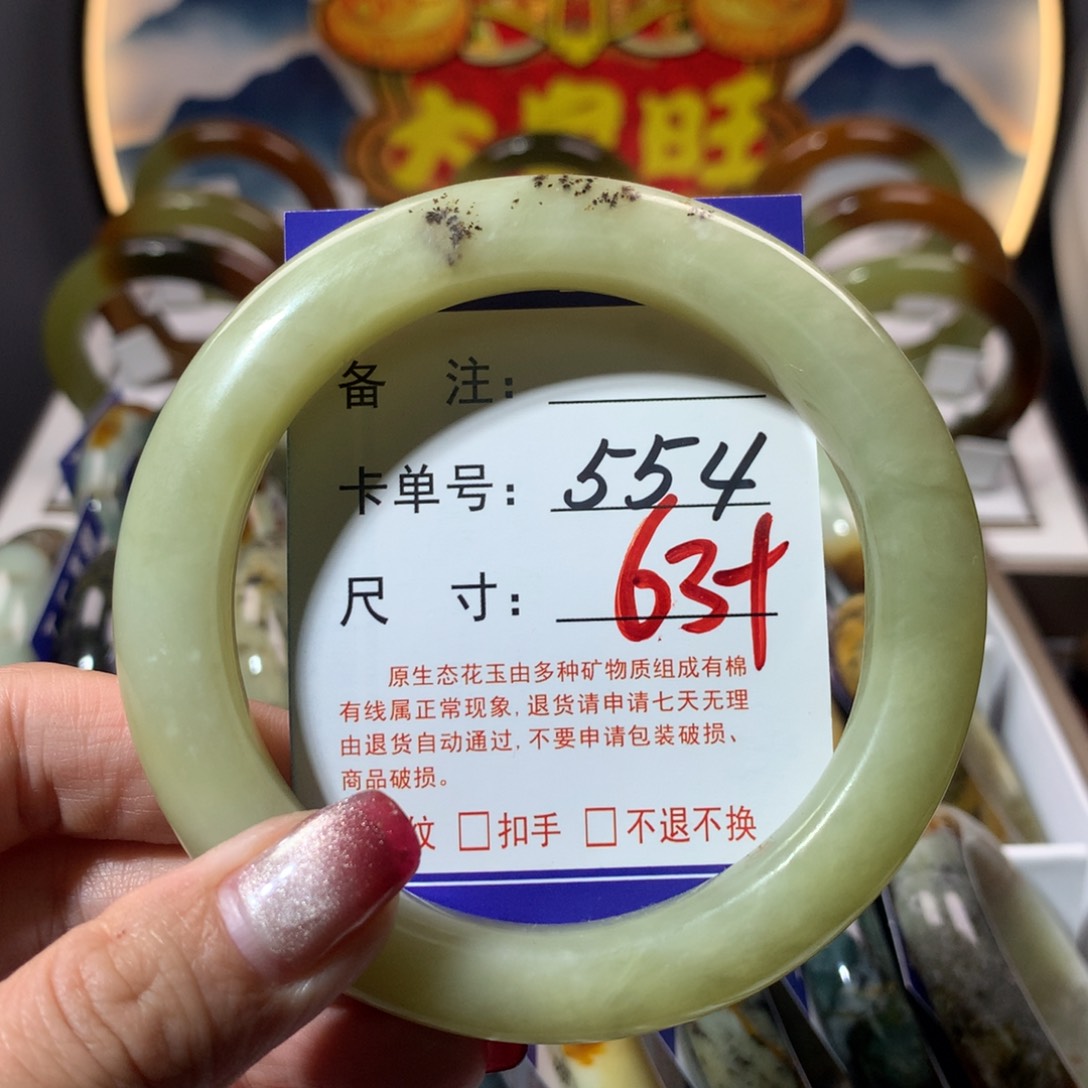 大
旺
备 注:
卡单号: 554
尺 寸: 63+
原生态花玉由多种矿物质组成有棉
有线属正常现象,退货请申请七天无理
由退货自动通过,不要申请包装破损、
商品破损。
纹 □扣手 □不退不换